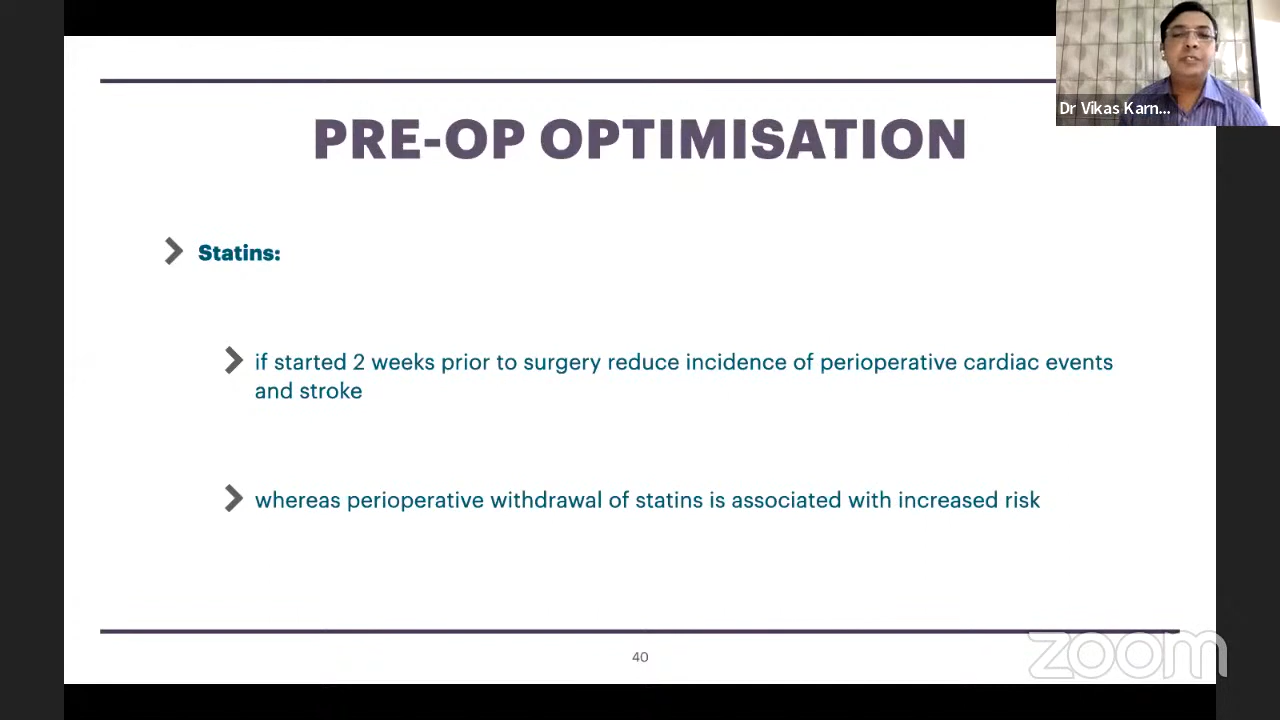 Dr Vikas Karn...
PRE-OP OPTIMISATION
Statins:
if started 2 weeks prior to surgery reduce incidence of perioperative cardiac events
and stroke
whereas perioperative withdrawal of statins is associated with increased risk
40
zoom